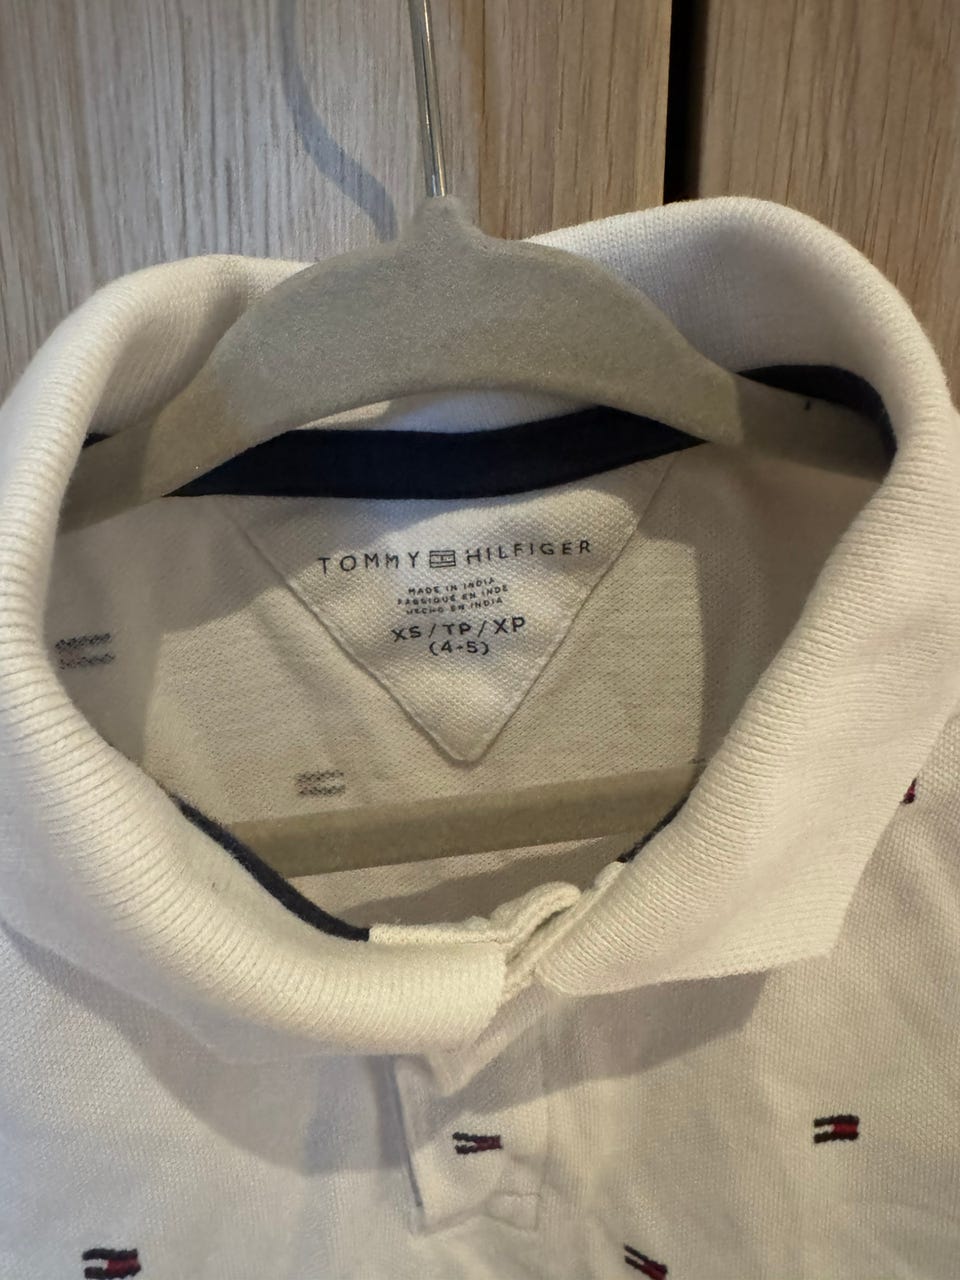 TOMMY HILFIGER
MADE IN INDIA
FABRIQUÉ EN INDE
HECHO EN INDIA
XS/TP/XP
(4-5)